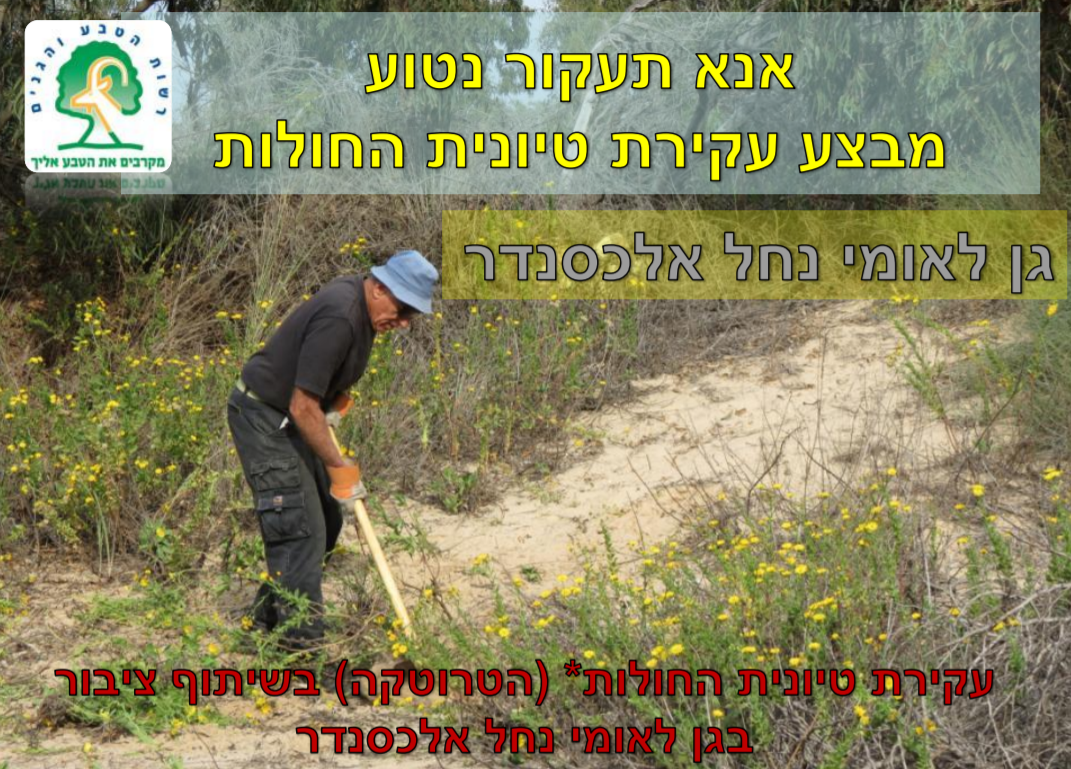 רשות הטבע והגנים
מקרבים את הטבע אליך
אנא תעקור נטוע
מבצע עקירת טיונית החולות
גן לאומי נחל אלכסנדר
עקירת טיונית החולות* (הטרוטקה) בשיתוף ציבור
בגן לאומי נחל אלכסנדר